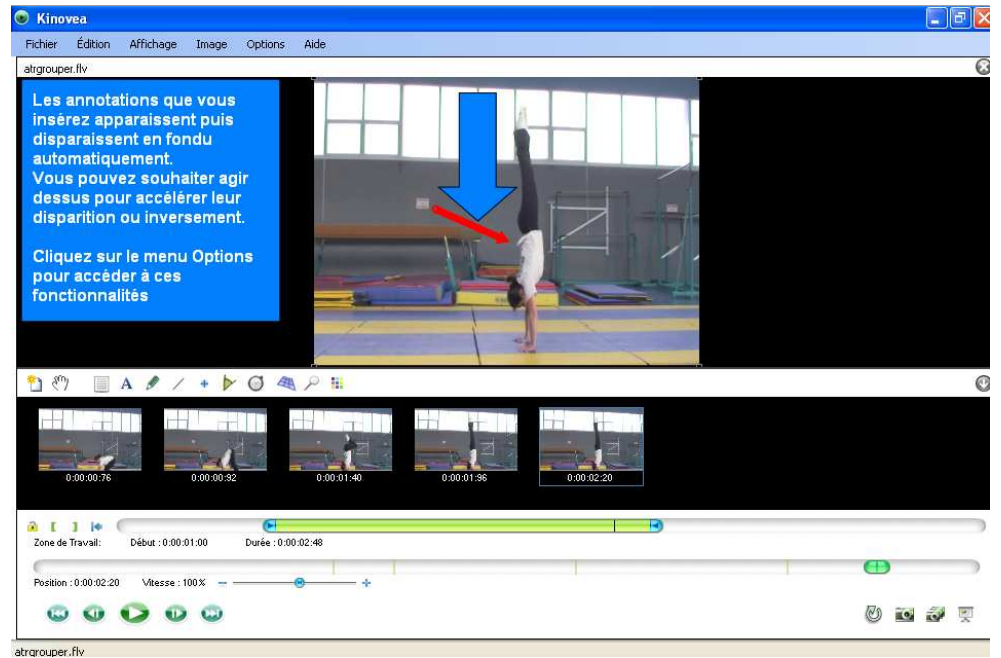 Kinovea
Fichier Édition Affichage Image Options Aide
atrgrouper.flv
Les annotations que vous
insérez apparaissent puis
disparaissent en fondu
automatiquement.
Vous pouvez souhaiter agir
dessus pour accélérer leur
disparition ou inversement.
Cliquez sur le menu Options
pour accéder à ces
fonctionnalités
0:00:00:76 0:00:00:92 0:00:01:40 0:00:01:96 0:00:02:20
Zone de Travail: Début : 0:00:01:00 Durée : 0:00:02:48
Position : 0:00:02:20 Vitesse : 100 %
atrgrouper.flv